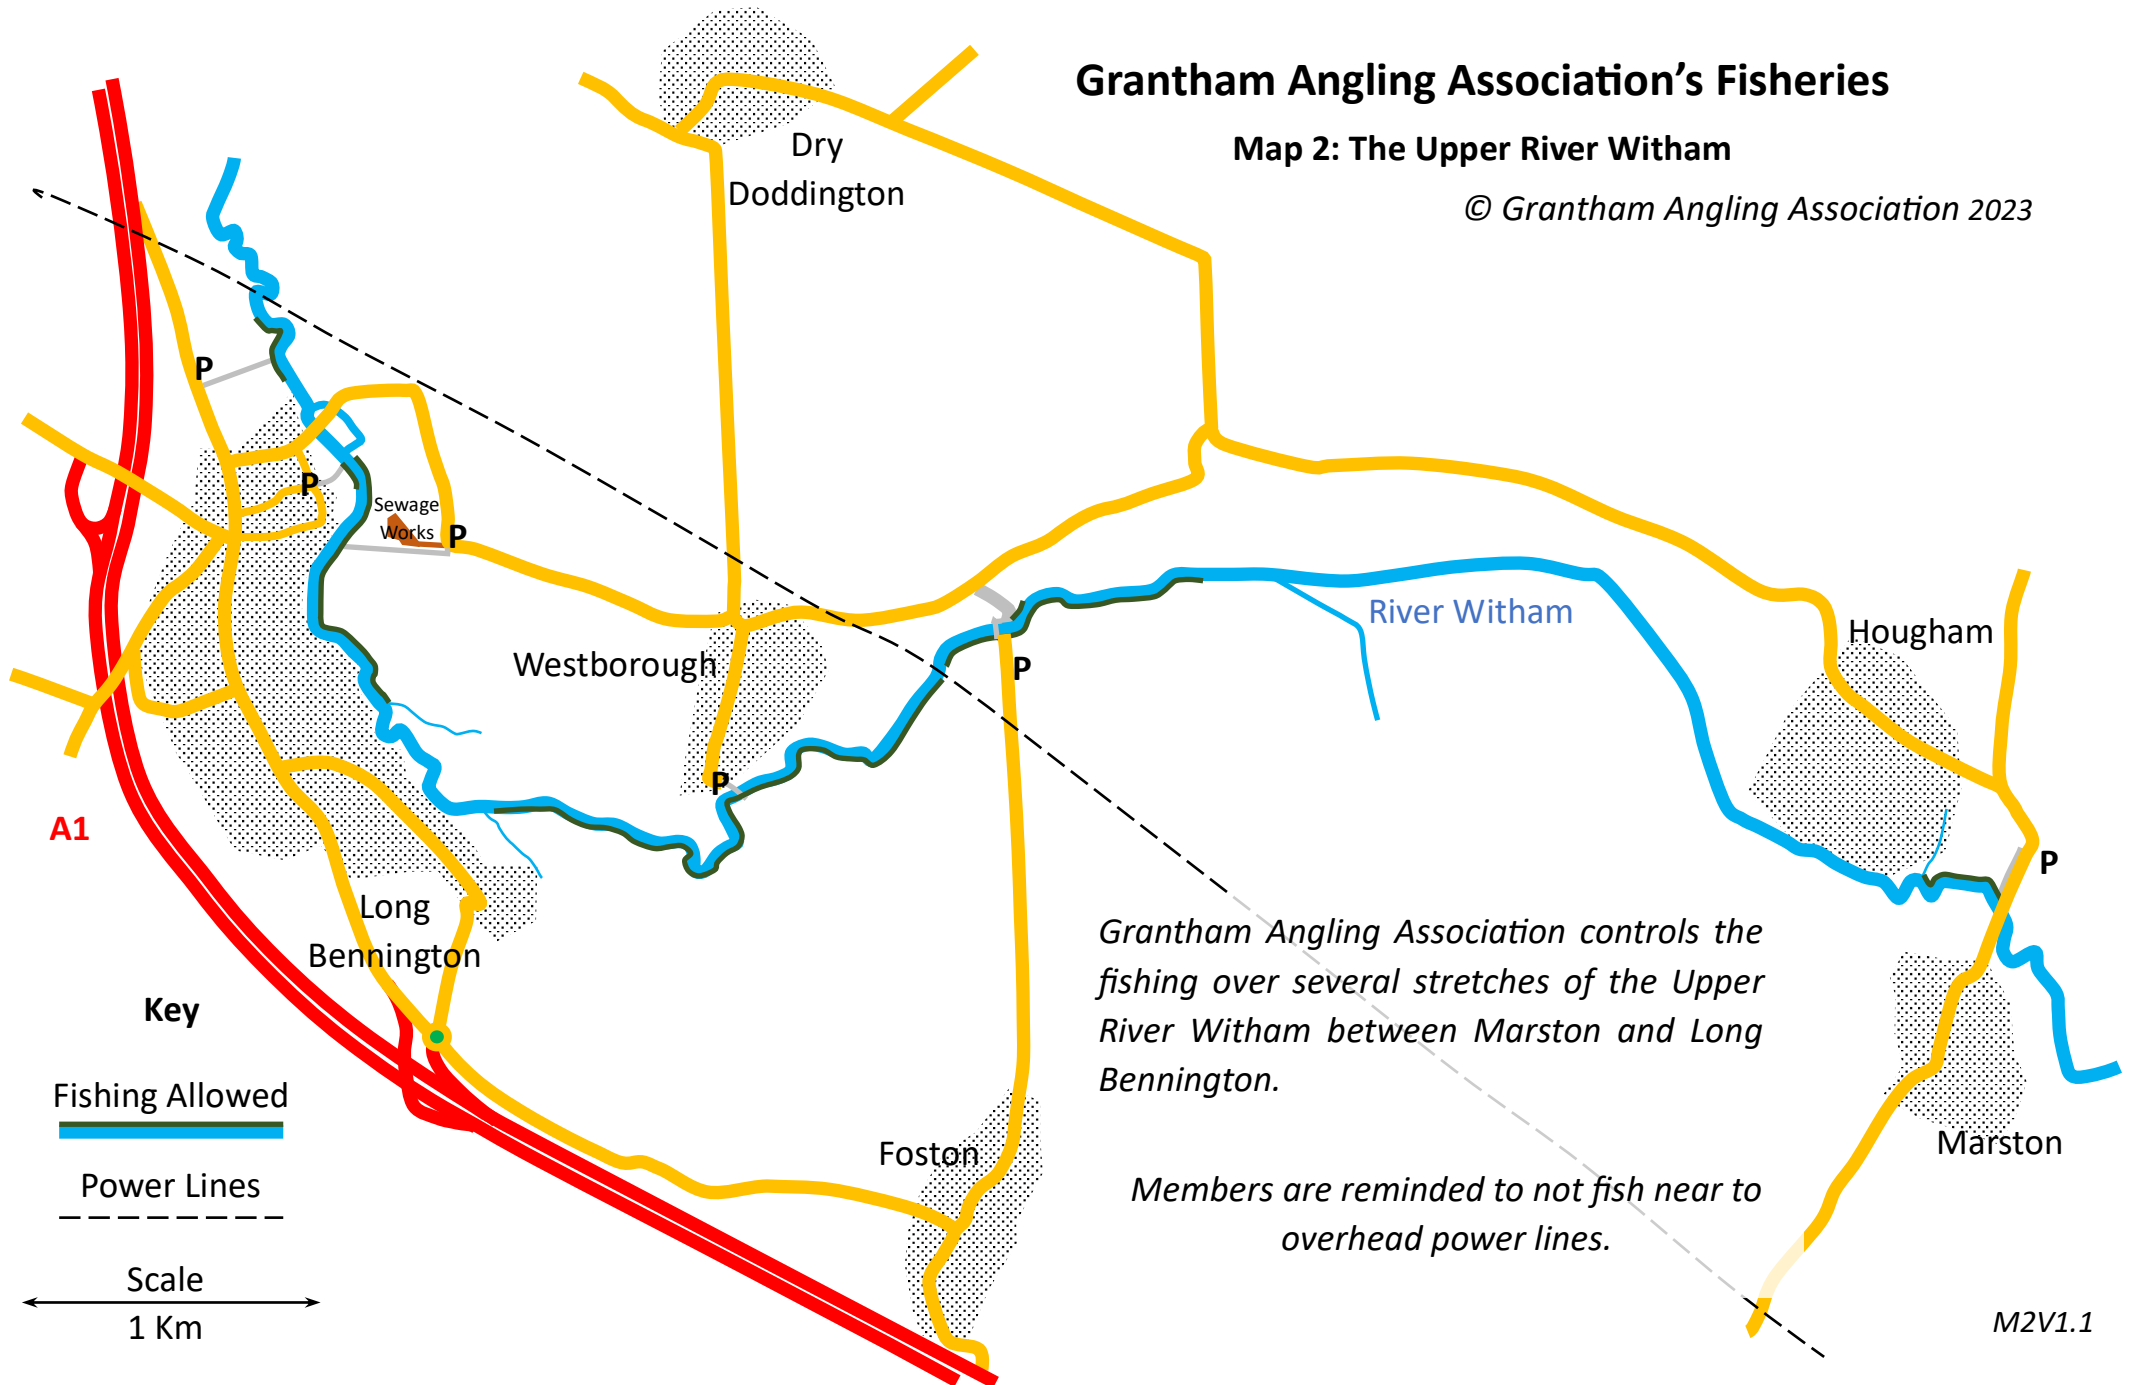 Grantham Angling Association's Fisheries
Map 2: The Upper River Witham
© Grantham Angling Association 2023
Dry
Doddington
P
P
Sewage
Works
P
River Witham
Hougham
Westborough
P
P
A1
P
Long
Bennington
Grantham Angling Association controls the
fishing over several stretches of the Upper
River Witham between Marston and Long
Bennington.
Key
Fishing Allowed
Marston
Foston
Power Lines
Members are reminded to not fish near to
overhead power lines.
Scale
1 Km
M2V1.1